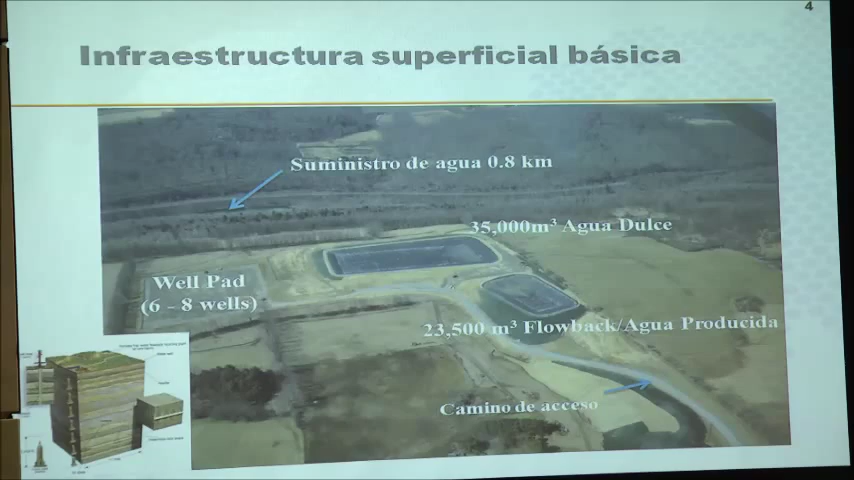 4
Infraestructura superficial básica
Suministro de agua 0.8 km
35,000m³ Agua Dulce
Well Pad
(6 - 8 wells)
23,500 m³ Flowback/Agua Producida
Camino de acceso